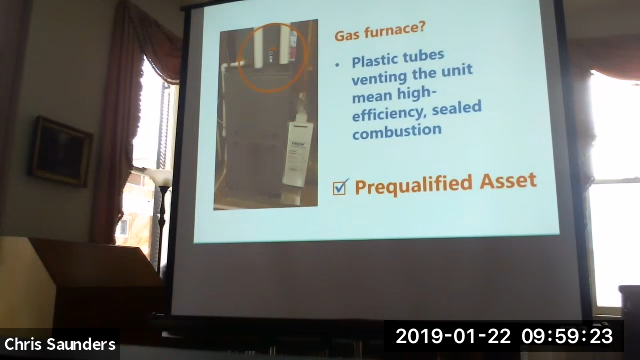 Gas furnace?
• Plastic tubes
venting the unit
mean high-
efficiency, sealed
combustion
Prequalified Asset
Chris Saunders
2019-01-22 09:59:23